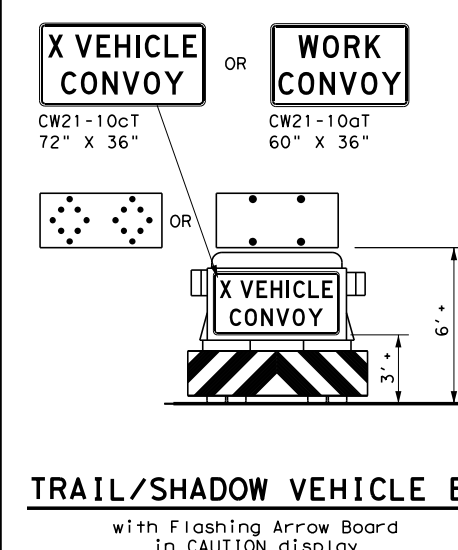 X VEHICLE
CONVOY
OR
WORK
CONVOY
CW21-10cT
72" X 36"
CW21-10aT
60" X 36"
OR
X VEHICLE
CONVOY
6'+
3'+
TRAIL/SHADOW VEHICLE B
with Flashing Arrow Board
in CAUTION display